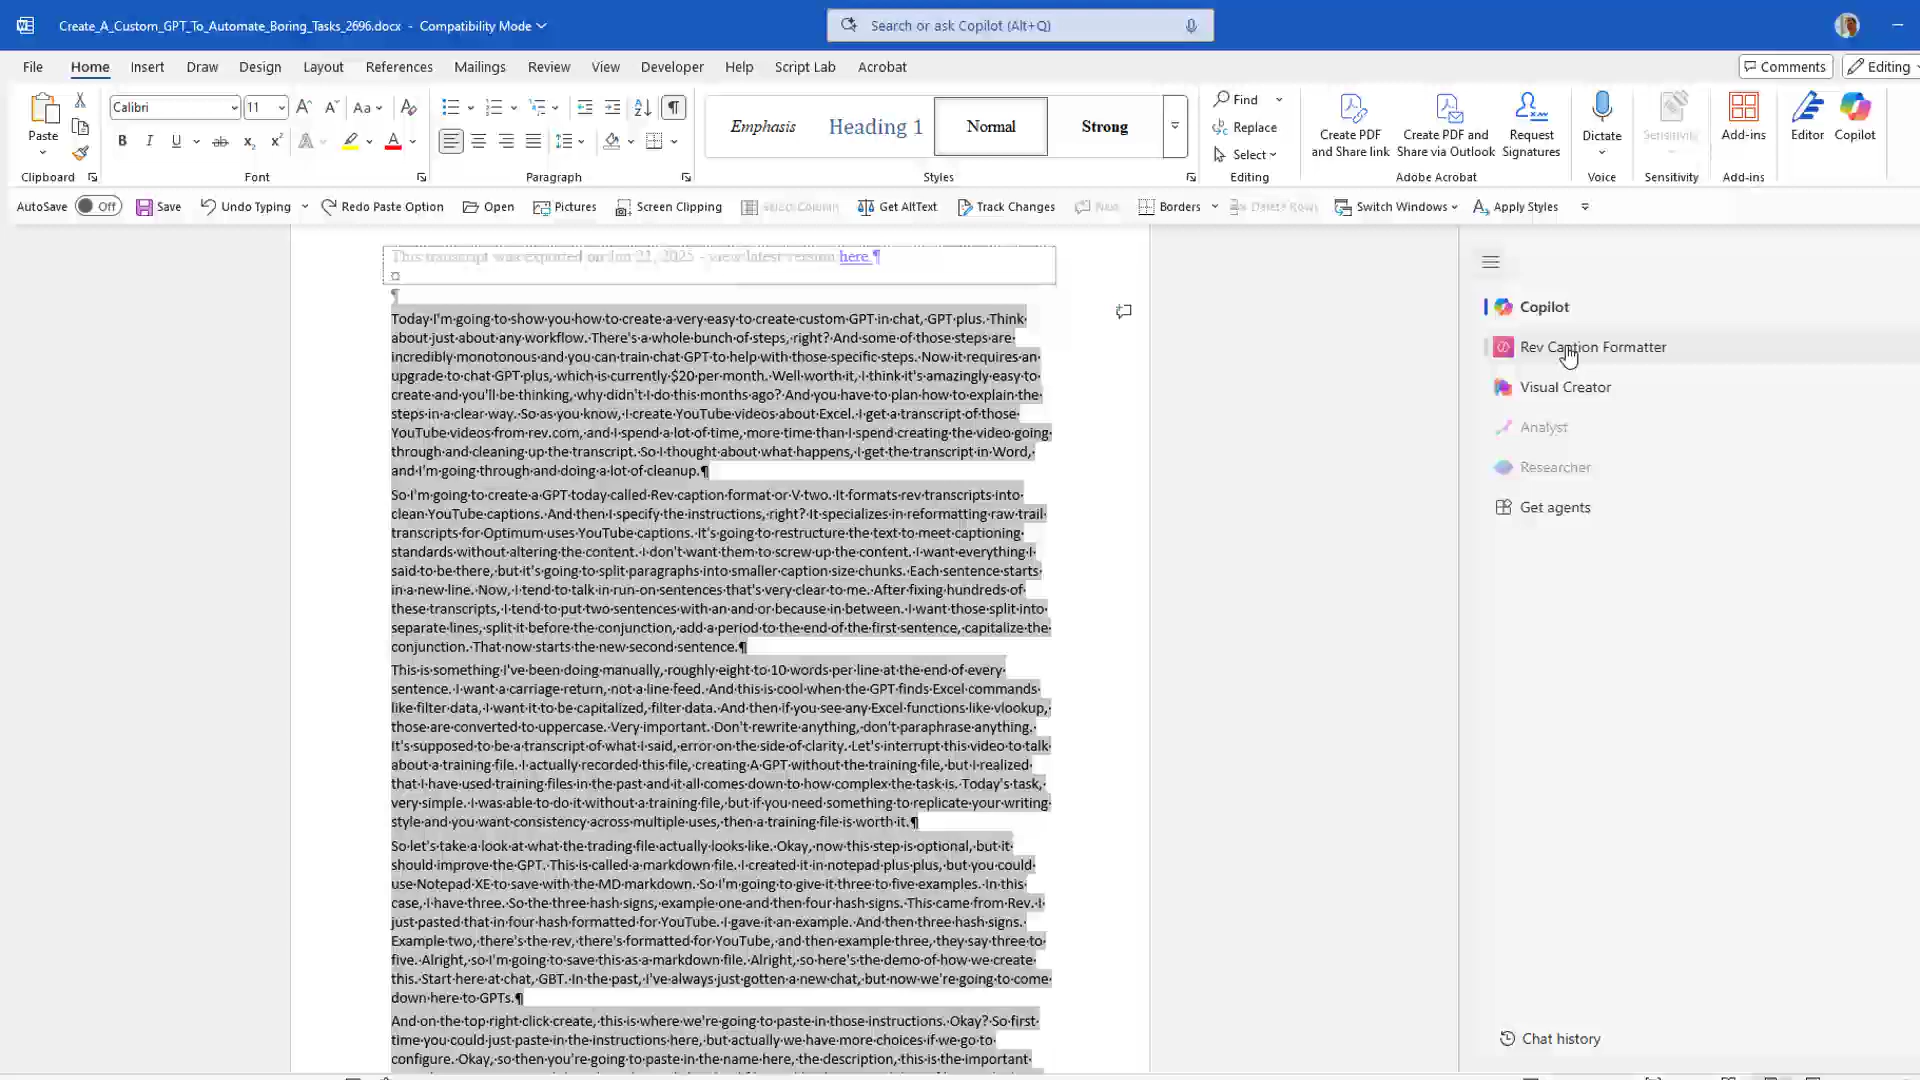 Create_A_Custom_GPT_To_Automate_Boring_Tasks_2696.docx - Compatibility Mode
Search or ask Copilot (Alt+Q)
File Home Insert Draw Design Layout References Mailings Review View Developer Help Script Lab Acrobat
Comments Editing
Paste
Clipboard
Calibri 11
Font
Paragraph
Emphasis Heading 1 Normal Strong
Styles
Find
Replace
Select
Editing
Create PDF and Share link
Create PDF and Share via Outlook
Request Signatures
Adobe Acrobat
Dictate
Voice
Sensitivity
Sensitivity
Add-ins
Add-ins
Editor
Copilot
AutoSave Off Save Undo Typing Redo Paste Option Open Pictures Screen Clipping Select Column Get AltText Track Changes Borders Delete Rows Switch Windows Apply Styles
This transcript was exported on Jun 2, 2025 - view latest version here.¶
¶
Today I'm going to show you how to create a very easy to create custom GPT in chat, GPT plus. Think
about just about any workflow. There's a whole bunch of steps, right? And some of those steps are
incredibly monotonous and you can train chat GPT to help with those specific steps. Now it requires an
upgrade to chat GPT plus, which is currently $20 per month. Well worth it, I think it's amazingly easy to
create and you'll be thinking, why didn't I do this months ago? And you have to plan how to explain the
steps in a clear way. So as you know, I create YouTube videos about Excel. I get a transcript of those
YouTube videos from rev.com, and I spend a lot of time, more time than I spend creating the video going
through and cleaning up the transcript. So I thought about what happens, I get the transcript in Word,
and I'm going through and doing a lot of cleanup.¶
So I'm going to create a GPT today called Rev caption format or V two. It formats rev transcripts into
clean YouTube captions. And then I specify the instructions, right? It specializes in reformatting raw trail
transcripts for Optimum uses YouTube captions. It's going to restructure the text to meet captioning
standards without altering the content. I don't want them to screw up the content. I want everything I
said to be there, but it's going to split paragraphs into smaller caption size chunks. Each sentence starts
in a new line. Now, I tend to talk in run on sentences that's very clear to me. After fixing hundreds of
these transcripts, I tend to put two sentences with an and or because in between. I want those split into
separate lines, split it before the conjunction, add a period to the end of the first sentence, capitalize the
conjunction. That now starts the new second sentence.¶
This is something I've been doing manually, roughly eight to 10 words per line at the end of every
sentence. I want a carriage return, not a line feed. And this is cool when the GPT finds Excel commands
like filter data, I want it to be capitalized, filter data. And then if you see any Excel functions like vlookup,
those are converted to uppercase. Very important. Don't rewrite anything, don't paraphrase anything.
It's supposed to be a transcript of what I said, error on the side of clarity. Let's interrupt this video to talk
about a training file. I actually recorded this file, creating A GPT without the training file, but I realized
that I have used training files in the past and it all comes down to how complex the task is. Today's task,
very simple. I was able to do it without a training file, but if you need something to replicate your writing
style and you want consistency across multiple uses, then a training file is worth it.¶
So let's take a look at what the trading file actually looks like. Okay, now this step is optional, but it
should improve the GPT. This is called a markdown file. I created it in notepad plus plus, but you could
use Notepad XE to save with the MD markdown. So I'm going to give it three to five examples. In this
case, I have three. So the three hash signs, example one and then four hash signs. This came from Rev. I
just pasted that in four hash formatted for YouTube. I gave it an example. And then three hash signs.
Example two, there's the rev, there's formatted for YouTube, and then example three, they say three to
five. Alright, so I'm going to save this as a markdown file. Alright, so here's the demo of how we create
this. Start here at chat, GBT. In the past, I've always just gotten a new chat, but now we're going to come
down here to GPTs.¶
And on the top right click create, this is where we're going to paste in those instructions. Okay? So first
time you could just paste in the instructions here, but actually we have more choices if we go to
configure. Okay, so then you're going to paste in the name here, the description, this is the important
Copilot
Rev Caption Formatter
Visual Creator
Analyst
Researcher
Get agents
Chat history